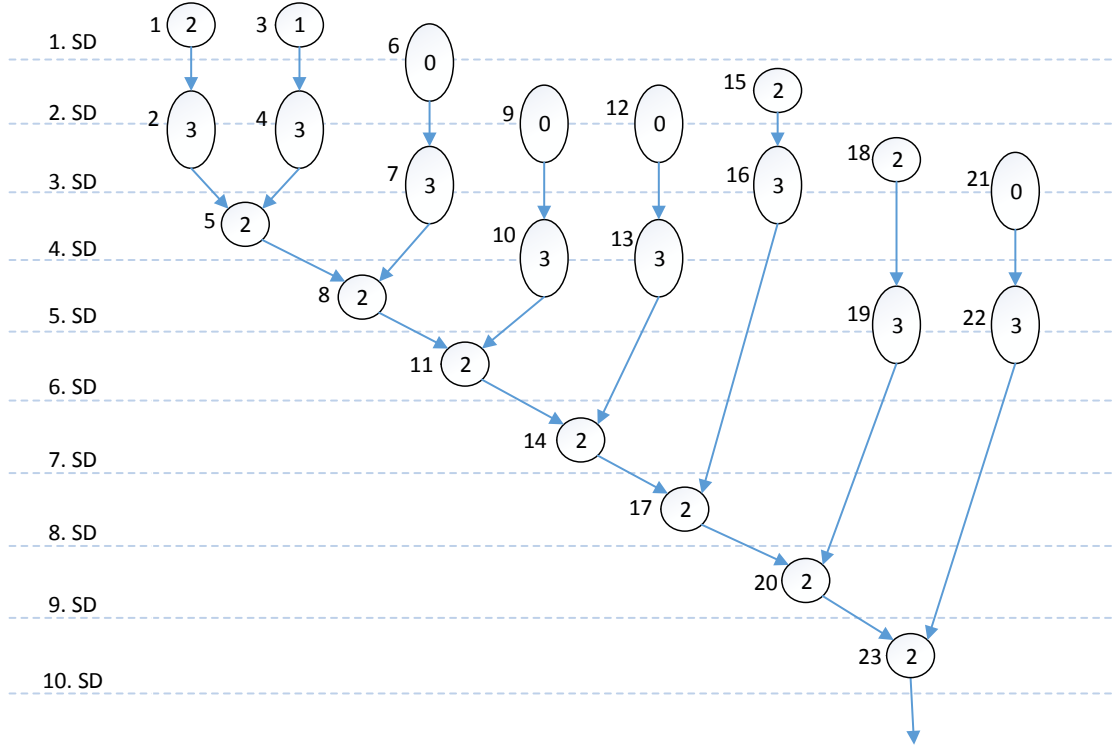 1 2 3 1
1. SD 6 0
15 2
2. SD 2 3 4 3 9 0 12 0
18 2
3. SD 7 3 16 3 21 0
5 2
4. SD 10 3 13 3
8 2
5. SD 19 3 22 3
11 2
6. SD
14 2
7. SD
17 2
8. SD
20 2
9. SD
23 2
10. SD